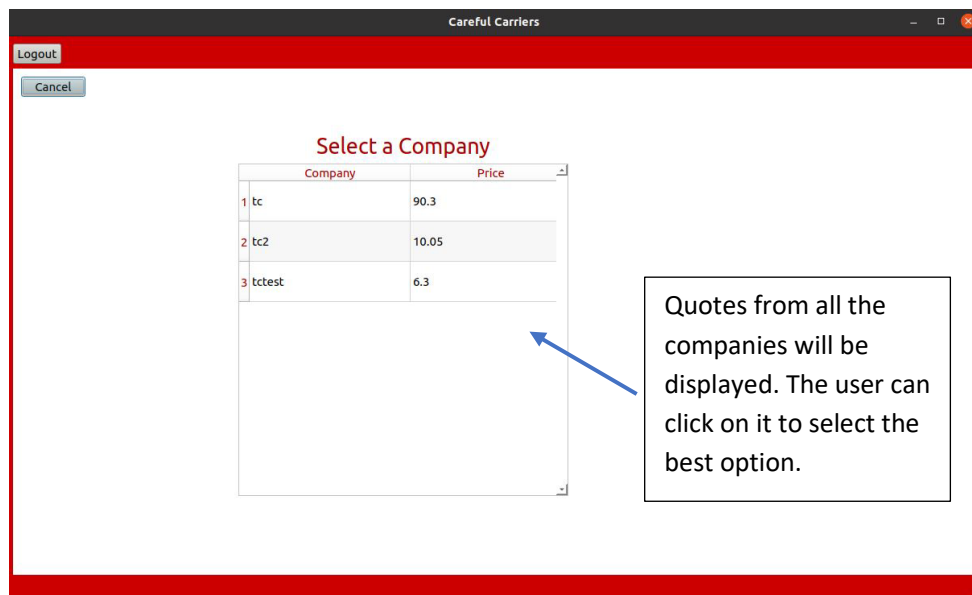 Careful Carriers
Logout
Cancel
Select a Company
Company Price
1 tc 90.3
2 tc2 10.05
3 tctest 6.3
Quotes from all the
companies will be
displayed. The user can
click on it to select the
best option.